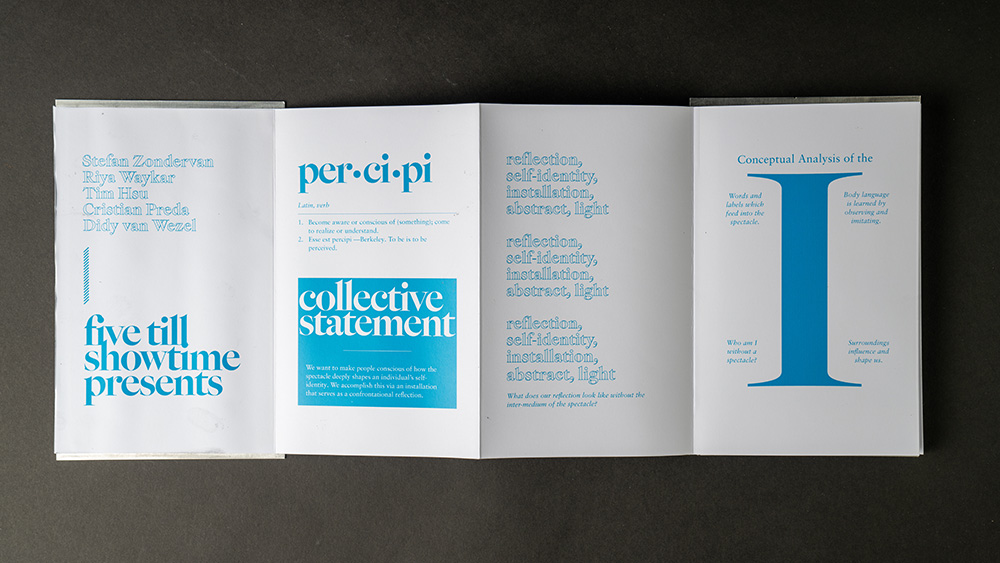 Stefan Zondervan
Riya Waykar
Tim Hsu
Cristian Preda
Didy van Wezel
five till
showtime
presents
per•ci•pi
Latin, verb
1. Become aware or conscious of (something); come
to realize or understand.
2. Esse est percipi —Berkeley. To be is to be
perceived.
collective
statement
We want to make people conscious of how the
spectacle deeply shapes an individual's self-
identity. We accomplish this via an installation
that serves as a confrontational reflection.
reflection,
self-identity,
installation,
abstract, light
reflection,
self-identity,
installation,
abstract, light
reflection,
self-identity,
installation,
abstract, light
What does our reflection look like without the
inter-medium of the spectacle?
Conceptual Analysis of the
I
Words and
labels which
feed into the
spectacle.
Body language
is learned by
observing and
imitating.
Who am I
without a
spectacle?
Surroundings
influence and
shape us.